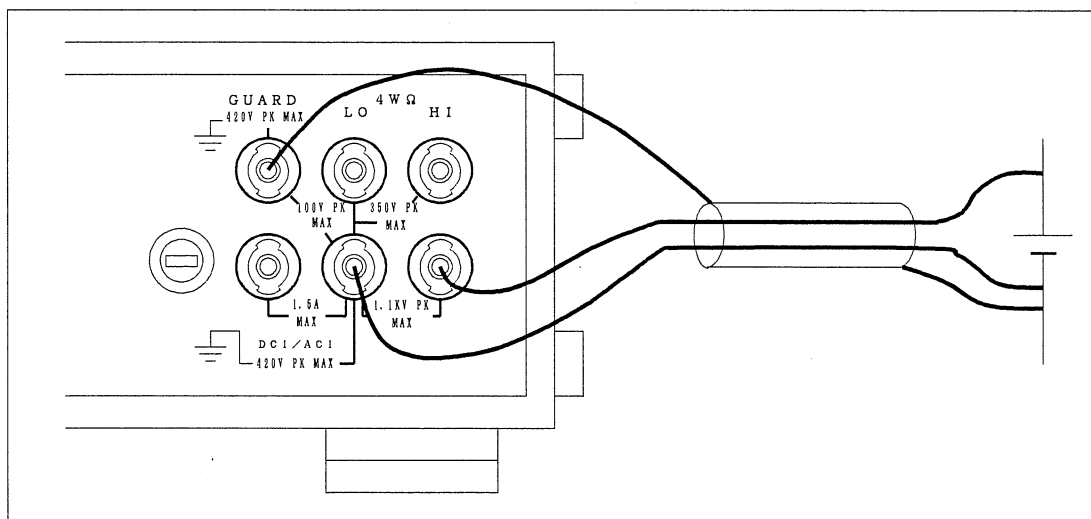 GUARD
420V PK MAX
4WΩ
LO
HI
100V PK
MAX
350V PK
MAX
1.5A
MAX
1.1KV PK
MAX
DCI/ACI
420V PK MAX